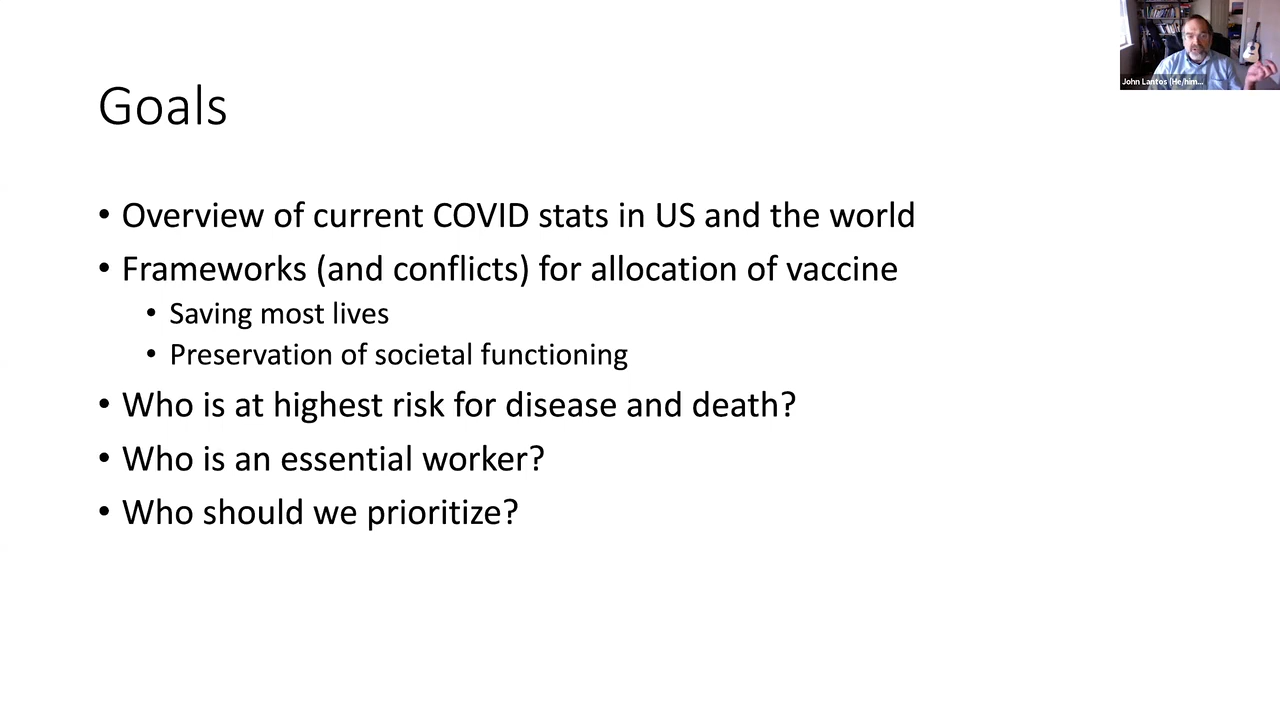 John Lantos (He/him...
Goals
• Overview of current COVID stats in US and the world
• Frameworks (and conflicts) for allocation of vaccine
• Saving most lives
• Preservation of societal functioning
• Who is at highest risk for disease and death?
• Who is an essential worker?
• Who should we prioritize?